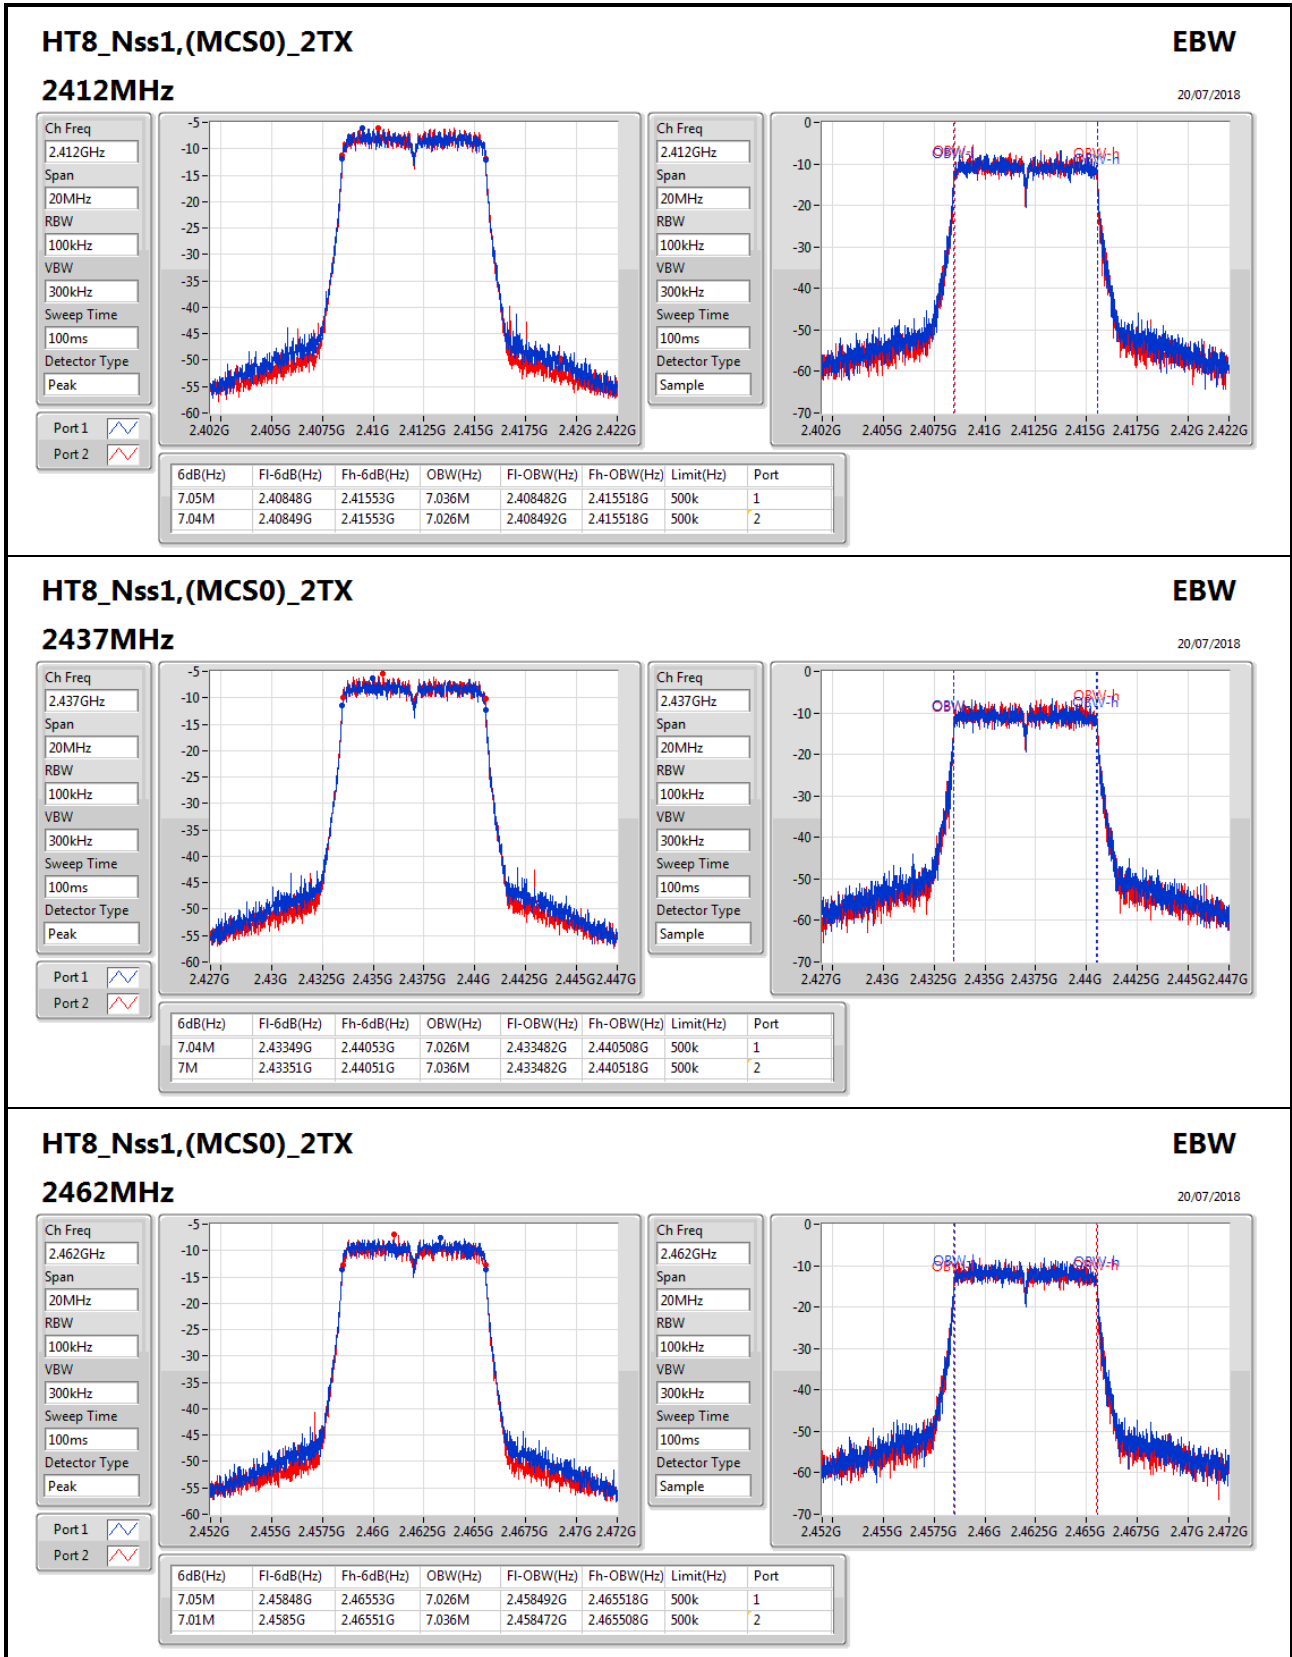 HT8_Nss1,(MCS0)_2TX EBW
2412MHz 20/07/2018
Ch Freq
2.412GHz
Span
20MHz
RBW
100kHz
VBW
300kHz
Sweep Time
100ms
Detector Type
Peak
Port 1
Port 2
-5
-10
-15
-20
-25
-30
-35
-40
-45
-50
-55
-60
2.402G 2.405G 2.4075G 2.41G 2.4125G 2.415G 2.4175G 2.42G 2.422G
Ch Freq
2.412GHz
Span
20MHz
RBW
100kHz
VBW
300kHz
Sweep Time
100ms
Detector Type
Sample
0
-10
-20
-30
-40
-50
-60
-70
OBW-l OBW-h
OBW-l OBW-h
2.402G 2.405G 2.4075G 2.41G 2.4125G 2.415G 2.4175G 2.42G 2.422G
6dB(Hz) Fl-6dB(Hz) Fh-6dB(Hz) OBW(Hz) Fl-OBW(Hz) Fh-OBW(Hz) Limit(Hz) Port
7.05M 2.40848G 2.41553G 7.036M 2.408482G 2.415518G 500k 1
7.04M 2.40849G 2.41553G 7.026M 2.408492G 2.415518G 500k 2
HT8_Nss1,(MCS0)_2TX EBW
2437MHz 20/07/2018
Ch Freq
2.437GHz
Span
20MHz
RBW
100kHz
VBW
300kHz
Sweep Time
100ms
Detector Type
Peak
Port 1
Port 2
-5
-10
-15
-20
-25
-30
-35
-40
-45
-50
-55
-60
2.427G 2.43G 2.4325G 2.435G 2.4375G 2.44G 2.4425G 2.445G 2.447G
Ch Freq
2.437GHz
Span
20MHz
RBW
100kHz
VBW
300kHz
Sweep Time
100ms
Detector Type
Sample
0
-10
-20
-30
-40
-50
-60
-70
OBW-h
OBW-h
2.427G 2.43G 2.4325G 2.435G 2.4375G 2.44G 2.4425G 2.445G 2.447G
6dB(Hz) Fl-6dB(Hz) Fh-6dB(Hz) OBW(Hz) Fl-OBW(Hz) Fh-OBW(Hz) Limit(Hz) Port
7.04M 2.43349G 2.44053G 7.026M 2.433482G 2.440508G 500k 1
7M 2.43351G 2.44051G 7.036M 2.433482G 2.440518G 500k 2
HT8_Nss1,(MCS0)_2TX EBW
2462MHz 20/07/2018
Ch Freq
2.462GHz
Span
20MHz
RBW
100kHz
VBW
300kHz
Sweep Time
100ms
Detector Type
Peak
Port 1
Port 2
-5
-10
-15
-20
-25
-30
-35
-40
-45
-50
-55
-60
2.452G 2.455G 2.4575G 2.46G 2.4625G 2.465G 2.4675G 2.47G 2.472G
Ch Freq
2.462GHz
Span
20MHz
RBW
100kHz
VBW
300kHz
Sweep Time
100ms
Detector Type
Sample
0
-10
-20
-30
-40
-50
-60
-70
OBW-l OBW-h
2.452G 2.455G 2.4575G 2.46G 2.4625G 2.465G 2.4675G 2.47G 2.472G
6dB(Hz) Fl-6dB(Hz) Fh-6dB(Hz) OBW(Hz) Fl-OBW(Hz) Fh-OBW(Hz) Limit(Hz) Port
7.05M 2.45848G 2.46553G 7.026M 2.458492G 2.465518G 500k 1
7.01M 2.4585G 2.46551G 7.036M 2.458472G 2.465508G 500k 2